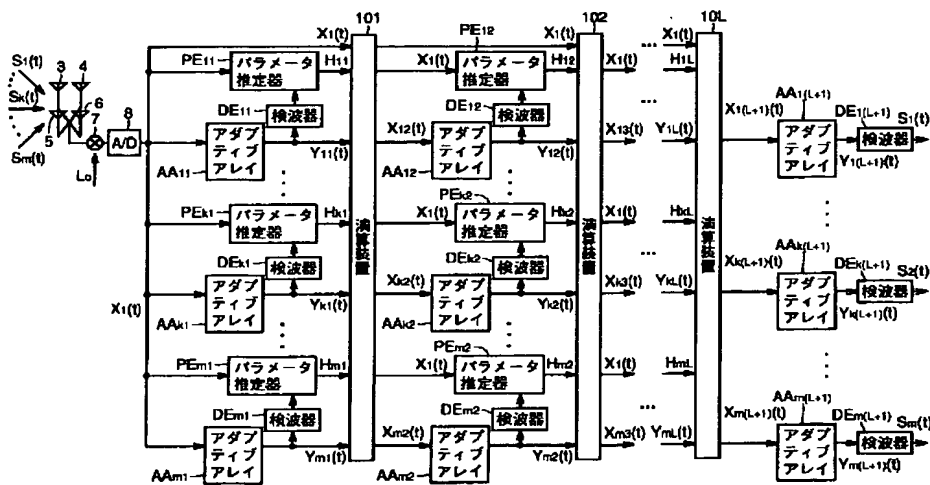 101 102 10L
S1(t) 3 4
PE11 パラメータ推定器 H11 X1(t)
PE12 X1(t) パラメータ推定器 H12 X1(t) X1(t) ... X1(t) H1L
Sk(t) 6 7 8
5 A/D
Sm(t) Lo
DE11 検波器
DE12 検波器
AA11 アダプティブアレイ Y11(t)
X12(t) アダプティブアレイ AA12 Y12(t)
X13(t) ... Y1L(t)
X1(L+1)(t) AA1(L+1) アダプティブアレイ DE1(L+1) 検波器 S1(t)
Y1(L+1)(t)
PEk1 パラメータ推定器 Hk1
演算装置
X1(t) PEk2 パラメータ推定器 Hk2
演算装置
X1(t) ... HkL
演算装置
DEk1 検波器
DEk2 検波器
X1(t)
AAk1 アダプティブアレイ Yk1(t)
Xk2(t) アダプティブアレイ AAk2 Yk2(t)
Xk3(t) ... YkL(t)
Xk(L+1)(t) AAk(L+1) アダプティブアレイ DEk(L+1) 検波器 S2(t)
Yk(L+1)(t)
PEm1 パラメータ推定器 Hm1
X1(t) PEm2 パラメータ推定器 Hm2
X1(t) ... HmL
DEm1 検波器
DEm2 検波器
AAm1 アダプティブアレイ Ym1(t)
Xm2(t) アダプティブアレイ AAm2 Ym2(t)
Xm3(t) ... YmL(t)
Xm(L+1)(t) AAm(L+1) アダプティブアレイ DEm(L+1) 検波器 Sm(t)
Ym(L+1)(t)